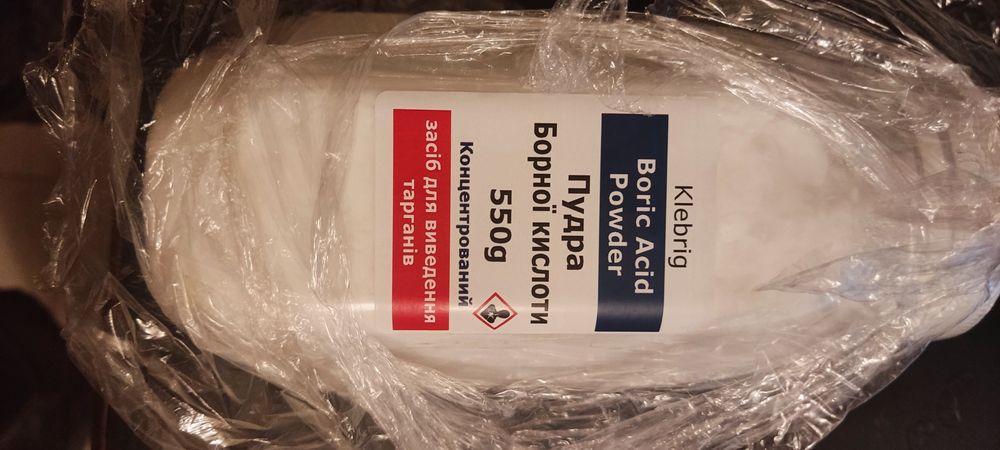 Klebrig
Boric Acid
Powder
Пудра
Борної кислоти
550g
Концентрований
засіб для виведення
тарганів